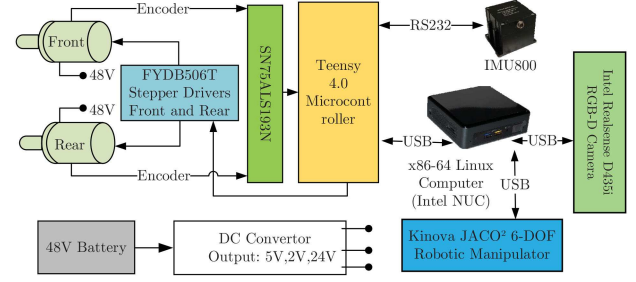 Encoder
Front
48V
FYDB506T
Stepper Drivers
Front and Rear
48V
Rear
Encoder
SN75ALS193N
Teensy
4.0
Microcont
roller
RS232
IMU800
USB
x86-64 Linux
Computer
(Intel NUC)
USB
USB
Intel Realsense D435i
RGB-D Camera
48V Battery
DC Convertor
Output: 5V,2V,24V
Kinova JACO² 6-DOF
Robotic Manipulator